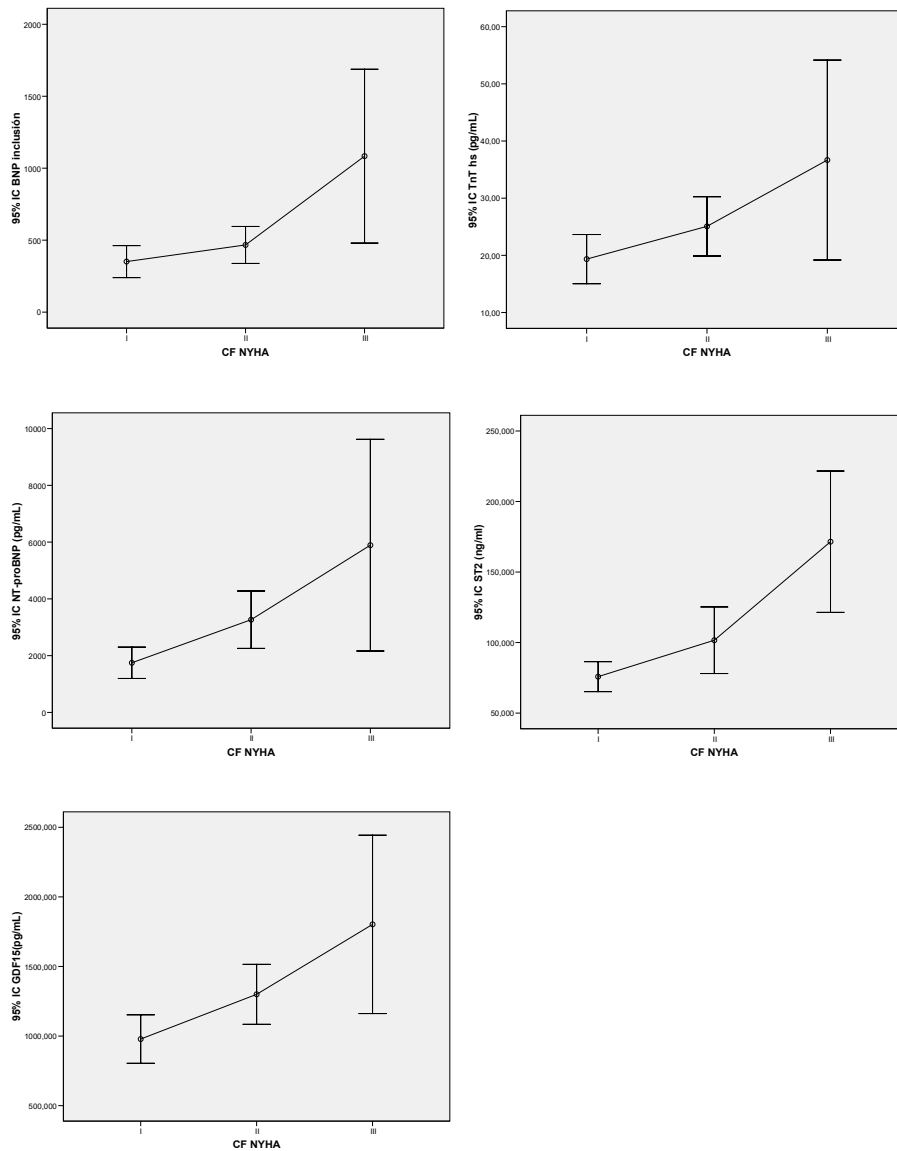 95% IC BNP inclusión
2000
1500
1000
500
0
I II III
CF NYHA
95% IC TnT hs (pg/mL)
60,00
50,00
40,00
30,00
20,00
10,00
I II III
CF NYHA
95% IC NT-proBNP (pg/mL)
10000
8000
6000
4000
2000
0
I II III
CF NYHA
95% IC ST2 (ng/ml)
250,000
200,000
150,000
100,000
50,000
I II III
CF NYHA
95% IC GDF15(pg/mL)
2500,000
2000,000
1500,000
1000,000
500,000
I II III
CF NYHA